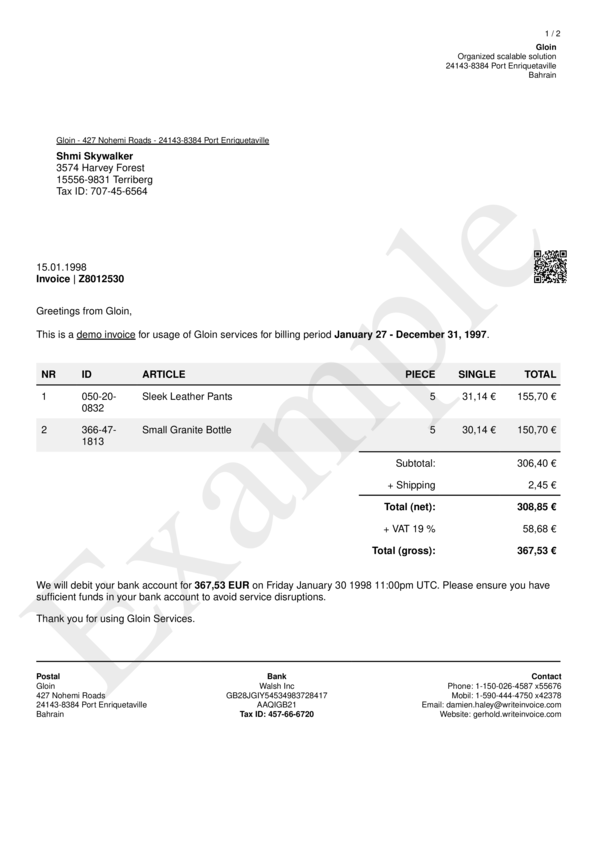 1 / 2
Gloin
Organized scalable solution
24143-8384 Port Enriquetaville
Bahrain
Gloin - 427 Nohemi Roads - 24143-8384 Port Enriquetaville
Shmi Skywalker
3574 Harvey Forest
15556-9831 Terriberg
Tax ID: 707-45-6564
15.01.1998
Invoice | Z8012530
Greetings from Gloin,
This is a demo invoice for usage of Gloin services for billing period January 27 - December 31, 1997.
NR ID ARTICLE PIECE SINGLE TOTAL
1 050-20- Sleek Leather Pants 5 31,14 € 155,70 €
0832
2 366-47- Small Granite Bottle 5 30,14 € 150,70 €
1813
Subtotal: 306,40 €
+ Shipping 2,45 €
Total (net): 308,85 €
+ VAT 19 % 58,68 €
Total (gross): 367,53 €
We will debit your bank account for 367,53 EUR on Friday January 30 1998 11:00pm UTC. Please ensure you have
sufficient funds in your bank account to avoid service disruptions.
Thank you for using Gloin Services.
Postal
Gloin
427 Nohemi Roads
24143-8384 Port Enriquetaville
Bahrain
Bank
Walsh Inc
GB28JGIY54534983728417
AAQIGB21
Tax ID: 457-66-6720
Contact
Phone: 1-150-026-4587 x55676
Mobil: 1-590-444-4750 x42378
Email: damien.haley@writeinvoice.com
Website: gerhold.writeinvoice.com
Example